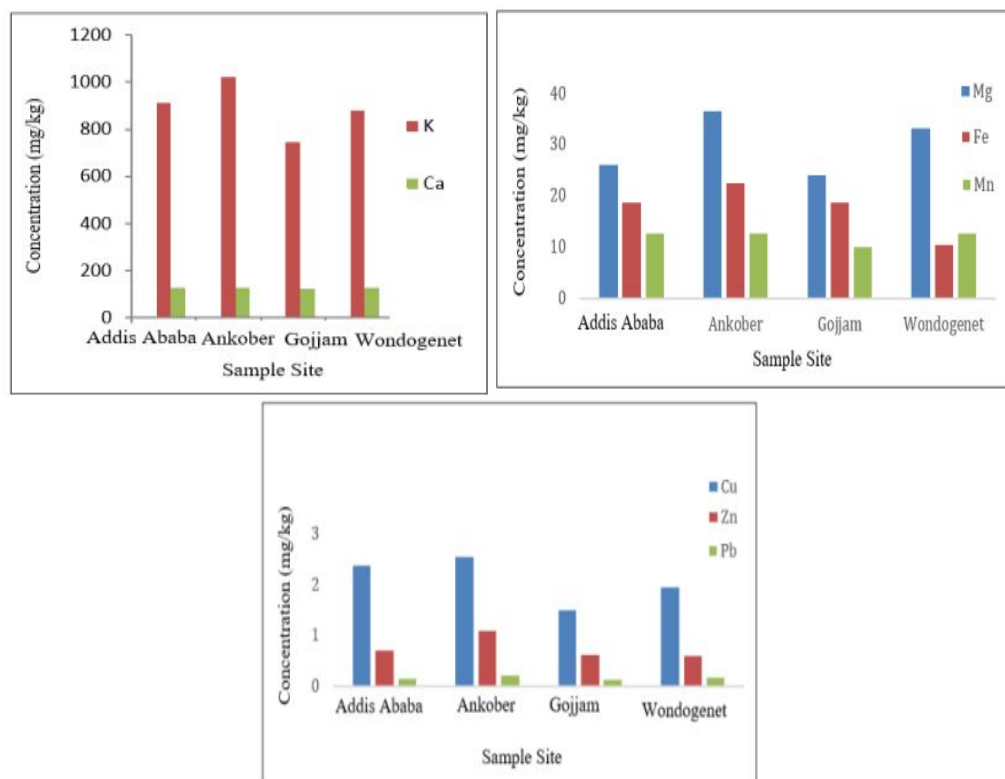 1200
1000
800
600
400
200
0
Concentration (mg/kg)
K
Ca
Addis Ababa Ankober Gojjam Wondogenet
Sample Site
40
30
20
10
0
Concentration (mg/kg)
Mg
Fe
Mn
Addis Ababa Ankober Gojjam Wondogenet
Sample Site
3
2
1
0
Concentration (mg/kg)
Cu
Zn
Pb
Addis Ababa Ankober Gojjam Wondogenet
Sample Site